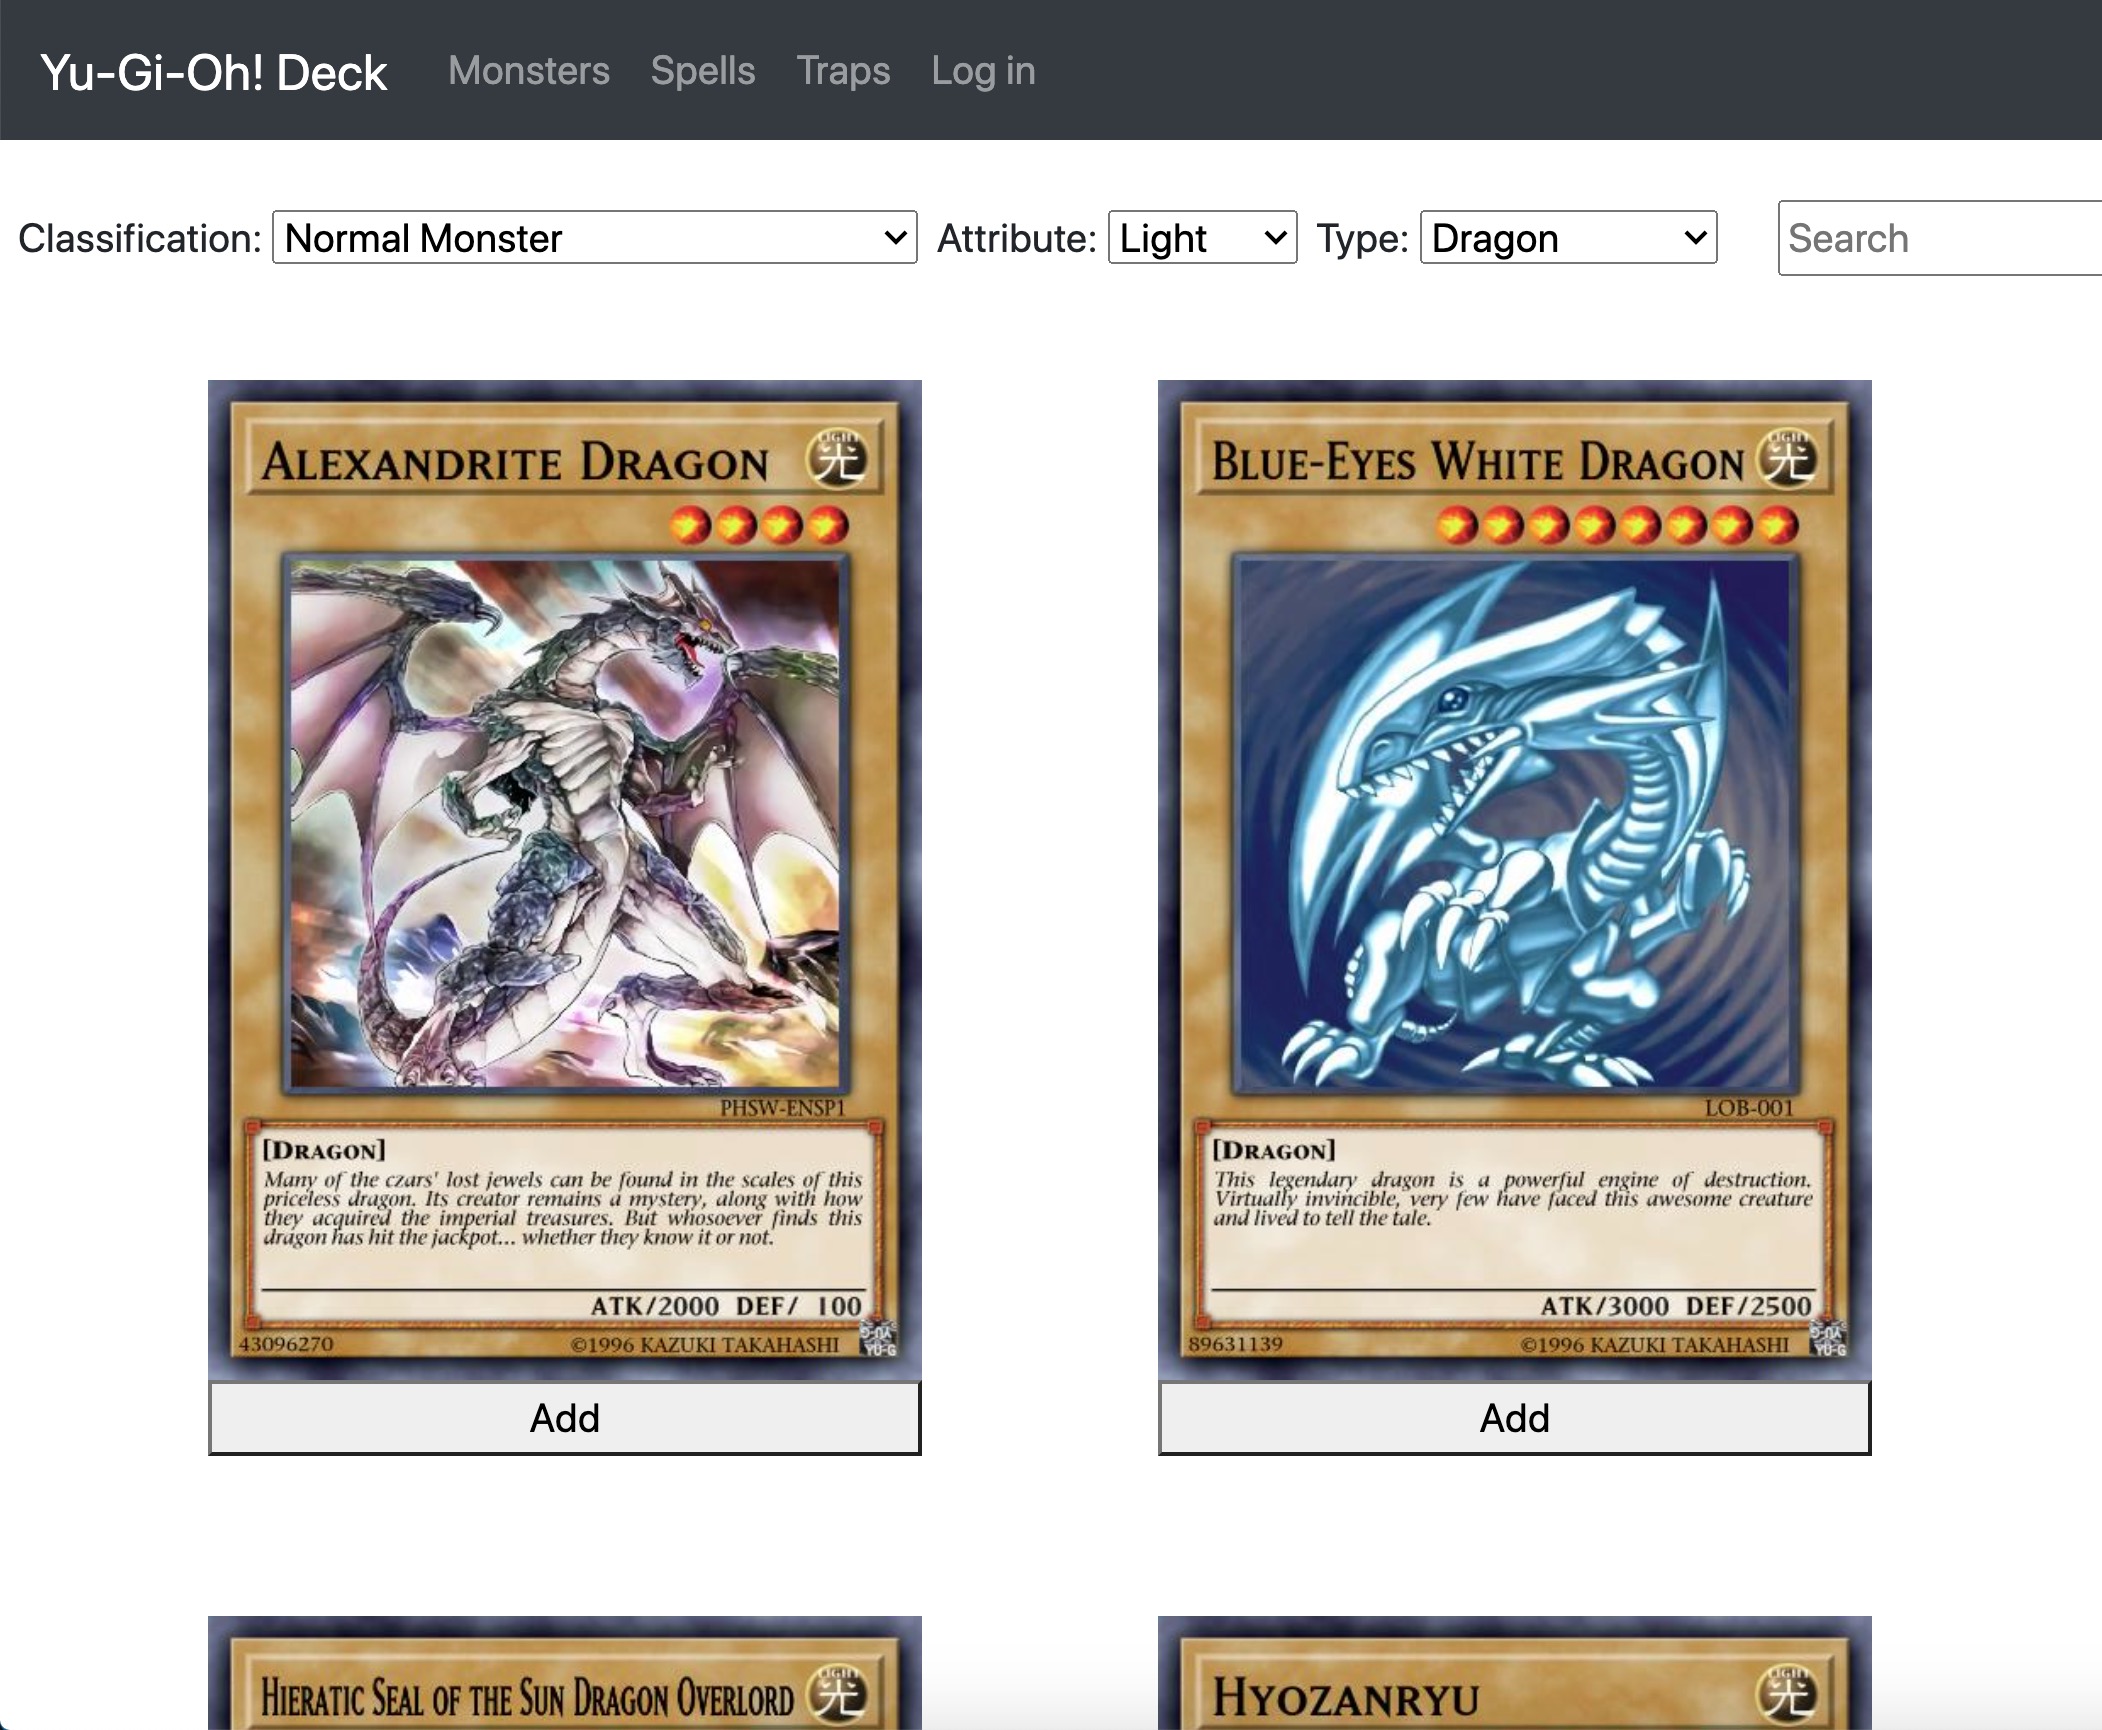 Yu-Gi-Oh! Deck Monsters Spells Traps Log in
Classification: Normal Monster Attribute: Light Type: Dragon Search
ALEXANDRITE DRAGON LIGHT 光
PHSW-ENSP1
[DRAGON]
Many of the czars' lost jewels can be found in the scales of this
priceless dragon. Its creator remains a mystery, along with how
they acquired the imperial treasures. But whosoever finds this
dragon has hit the jackpot... whether they know it or not.
ATK/2000 DEF/ 100
43096270 ©1996 KAZUKI TAKAHASHI
Add
BLUE-EYES WHITE DRAGON LIGHT 光
LOB-001
[DRAGON]
This legendary dragon is a powerful engine of destruction.
Virtually invincible, very few have faced this awesome creature
and lived to tell the tale.
ATK/3000 DEF/2500
89631139 ©1996 KAZUKI TAKAHASHI
Add
HIERATIC SEAL OF THE SUN DRAGON OVERLORD LIGHT 光
HYOZANRYU LIGHT 光